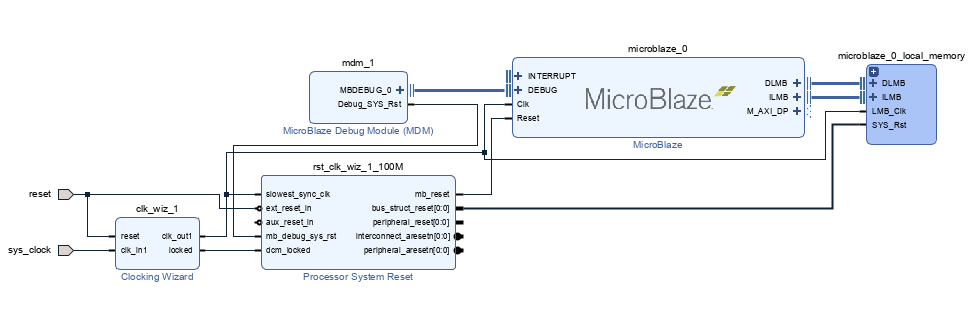 microblaze_0
microblaze_0_local_memory
mdm_1
MBDEBUG_0
Debug_SYS_Rst
MicroBlaze Debug Module (MDM)
INTERRUPT
DEBUG
Clk
Reset
MicroBlaze
DLMB
ILMB
M_AXI_DP
MicroBlaze
DLMB
ILMB
LMB_Clk
SYS_Rst
rst_clk_wiz_1_100M
slowest_sync_clk
ext_reset_in
aux_reset_in
mb_debug_sys_rst
dcm_locked
mb_reset
bus_struct_reset[0:0]
peripheral_reset[0:0]
interconnect_aresetn[0:0]
peripheral_aresetn[0:0]
Processor System Reset
reset
sys_clock
clk_wiz_1
reset
clk_in1
clk_out1
locked
Clocking Wizard